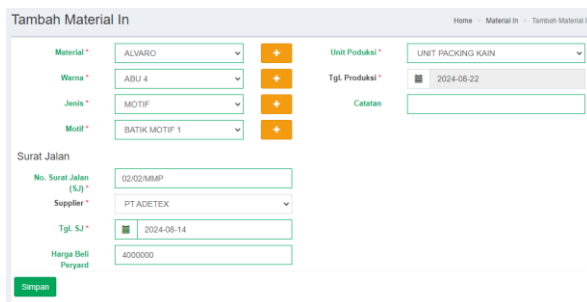 Tambah Material In
Home > Material In > Tambah Material
Material * ALVARO + Unit Poduksi * UNIT PACKING KAIN
Warna * ABU 4 + Tgl. Produksi * 2024-08-22
Jenis * MOTIF + Catatan
Motif * BATIK MOTIF 1 +
Surat Jalan
No. Surat Jalan (SJ) * 02/02/MMP
Supplier * PT ADETEX
Tgl. SJ * 2024-08-14
Harga Beli Peryard 4000000
Simpan